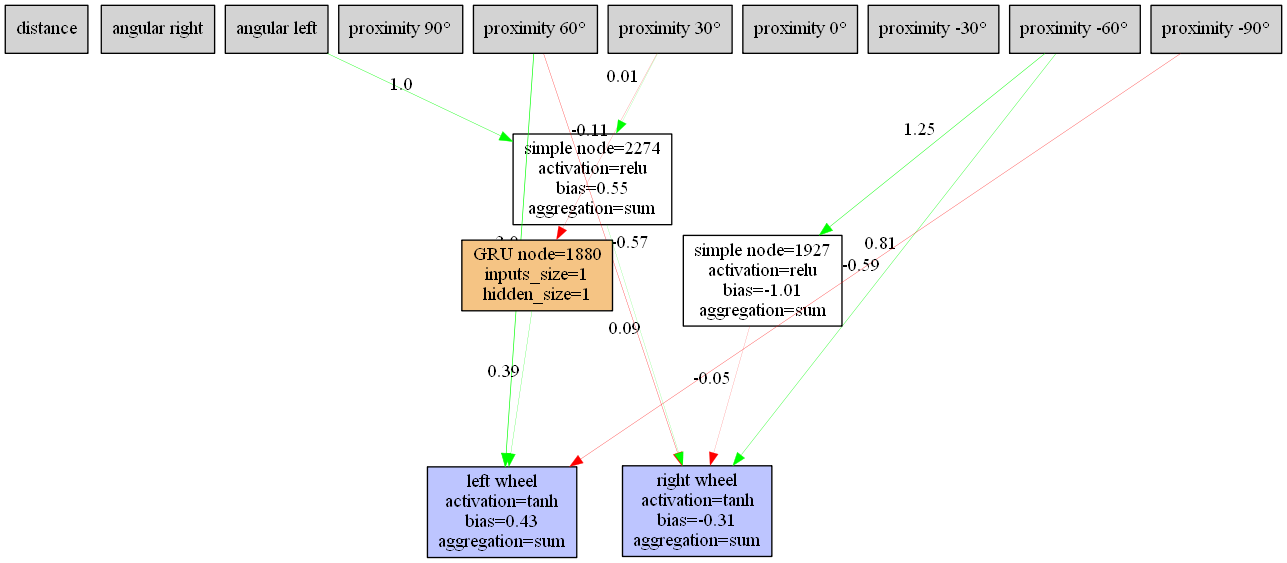 distance
angular right
angular left
proximity 90°
proximity 60°
proximity 30°
proximity 0°
proximity -30°
proximity -60°
proximity -90°
0.01
1.0
-0.11
1.25
simple node=2274
activation=relu
bias=0.55
aggregation=sum
-0.57
0.81
-0.59
GRU node=1880
inputs_size=1
hidden_size=1
simple node=1927
activation=relu
bias=-1.01
aggregation=sum
0.09
0.39
-0.05
left wheel
activation=tanh
bias=0.43
aggregation=sum
right wheel
activation=tanh
bias=-0.31
aggregation=sum